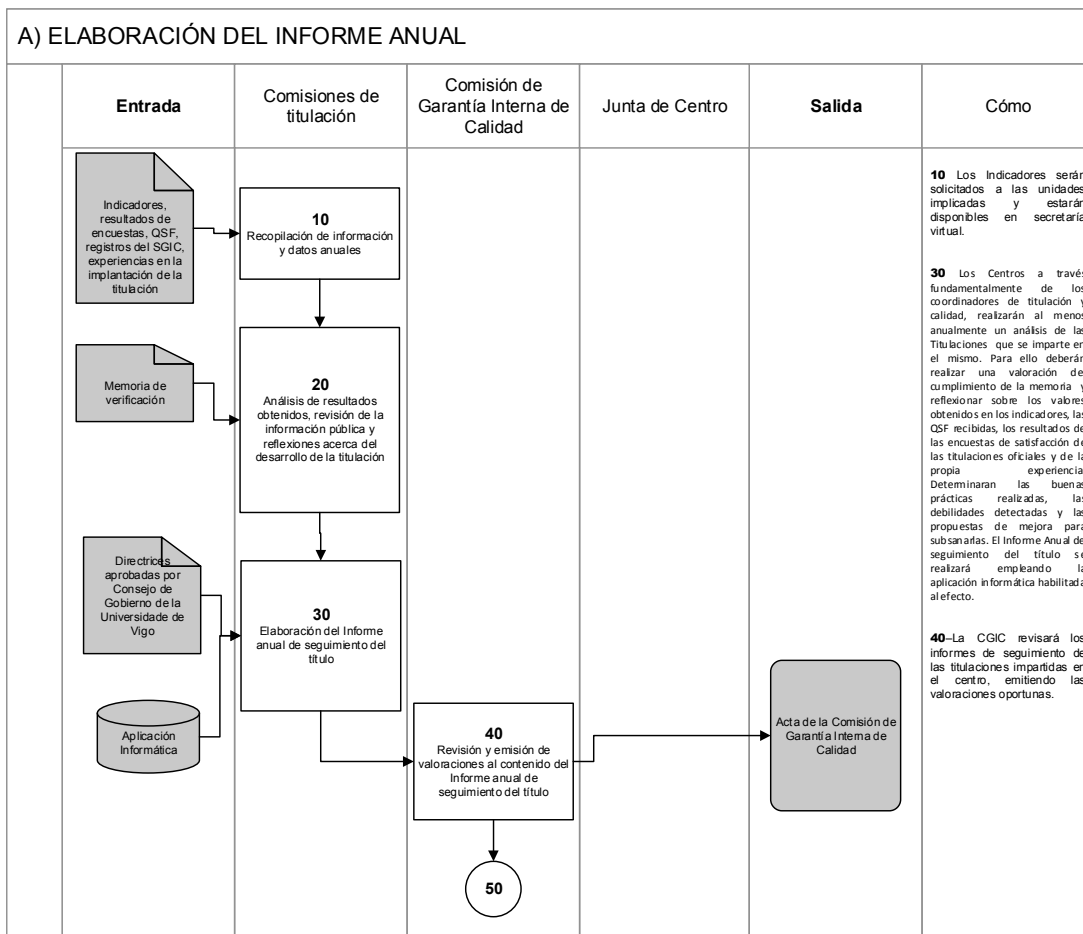 A) ELABORACIÓN DEL INFORME ANUAL
Entrada
Comisiones de
titulación
Comisión de
Garantía Interna de
Calidad
Junta de Centro
Salida
Cómo
Indicadores,
resultados de
encuestas, QSF,
registros del SGIC,
experiencias en la
implantación de la
titulación
10
Recopilación de información
y datos anuales
Memoria de
verificación
20
Análisis de resultados
obtenidos, revisión de la
información pública y
reflexiones acerca del
desarrollo de la titulación
Directrices
aprobadas por
Consejo de
Gobierno de la
Universidade de
Vigo
Aplicación
Informática
30
Elaboración del Informe
anual de seguimiento del
título
40
Revisión y emisión de
valoraciones al contenido del
Informe anual de
seguimiento del título
50
Acta de la Comisión de
Garantía Interna de
Calidad
10 Los Indicadores serán
solicitados a las unidades
implicadas y estarán
disponibles en secretaría
virtual.
30 Los Centros a través
fundamentalmente de los
coordinadores de titulación y
calidad, realizarán al menos
anualmente un análisis de las
Titulaciones que se imparte en
el mismo. Para ello deberán
realizar una valoración del
cumplimiento de la memoria y
reflexionar sobre los valores
obtenidos en los indicadores, las
QSF recibidas, los resultados de
las encuestas de satisfacción de
las titulaciones oficiales y de la
propia experiencia
Determinaran las buenas
prácticas realizadas, las
debilidades detectadas y las
propuestas de mejora para
subsanarlas. El Informe Anual de
seguimiento del título se
realizará empleando la
aplicación informática habilitada
al efecto.
40–La CGIC revisará los
informes de seguimiento de
las titulaciones impartidas en
el centro, emitiendo las
valoraciones oportunas.